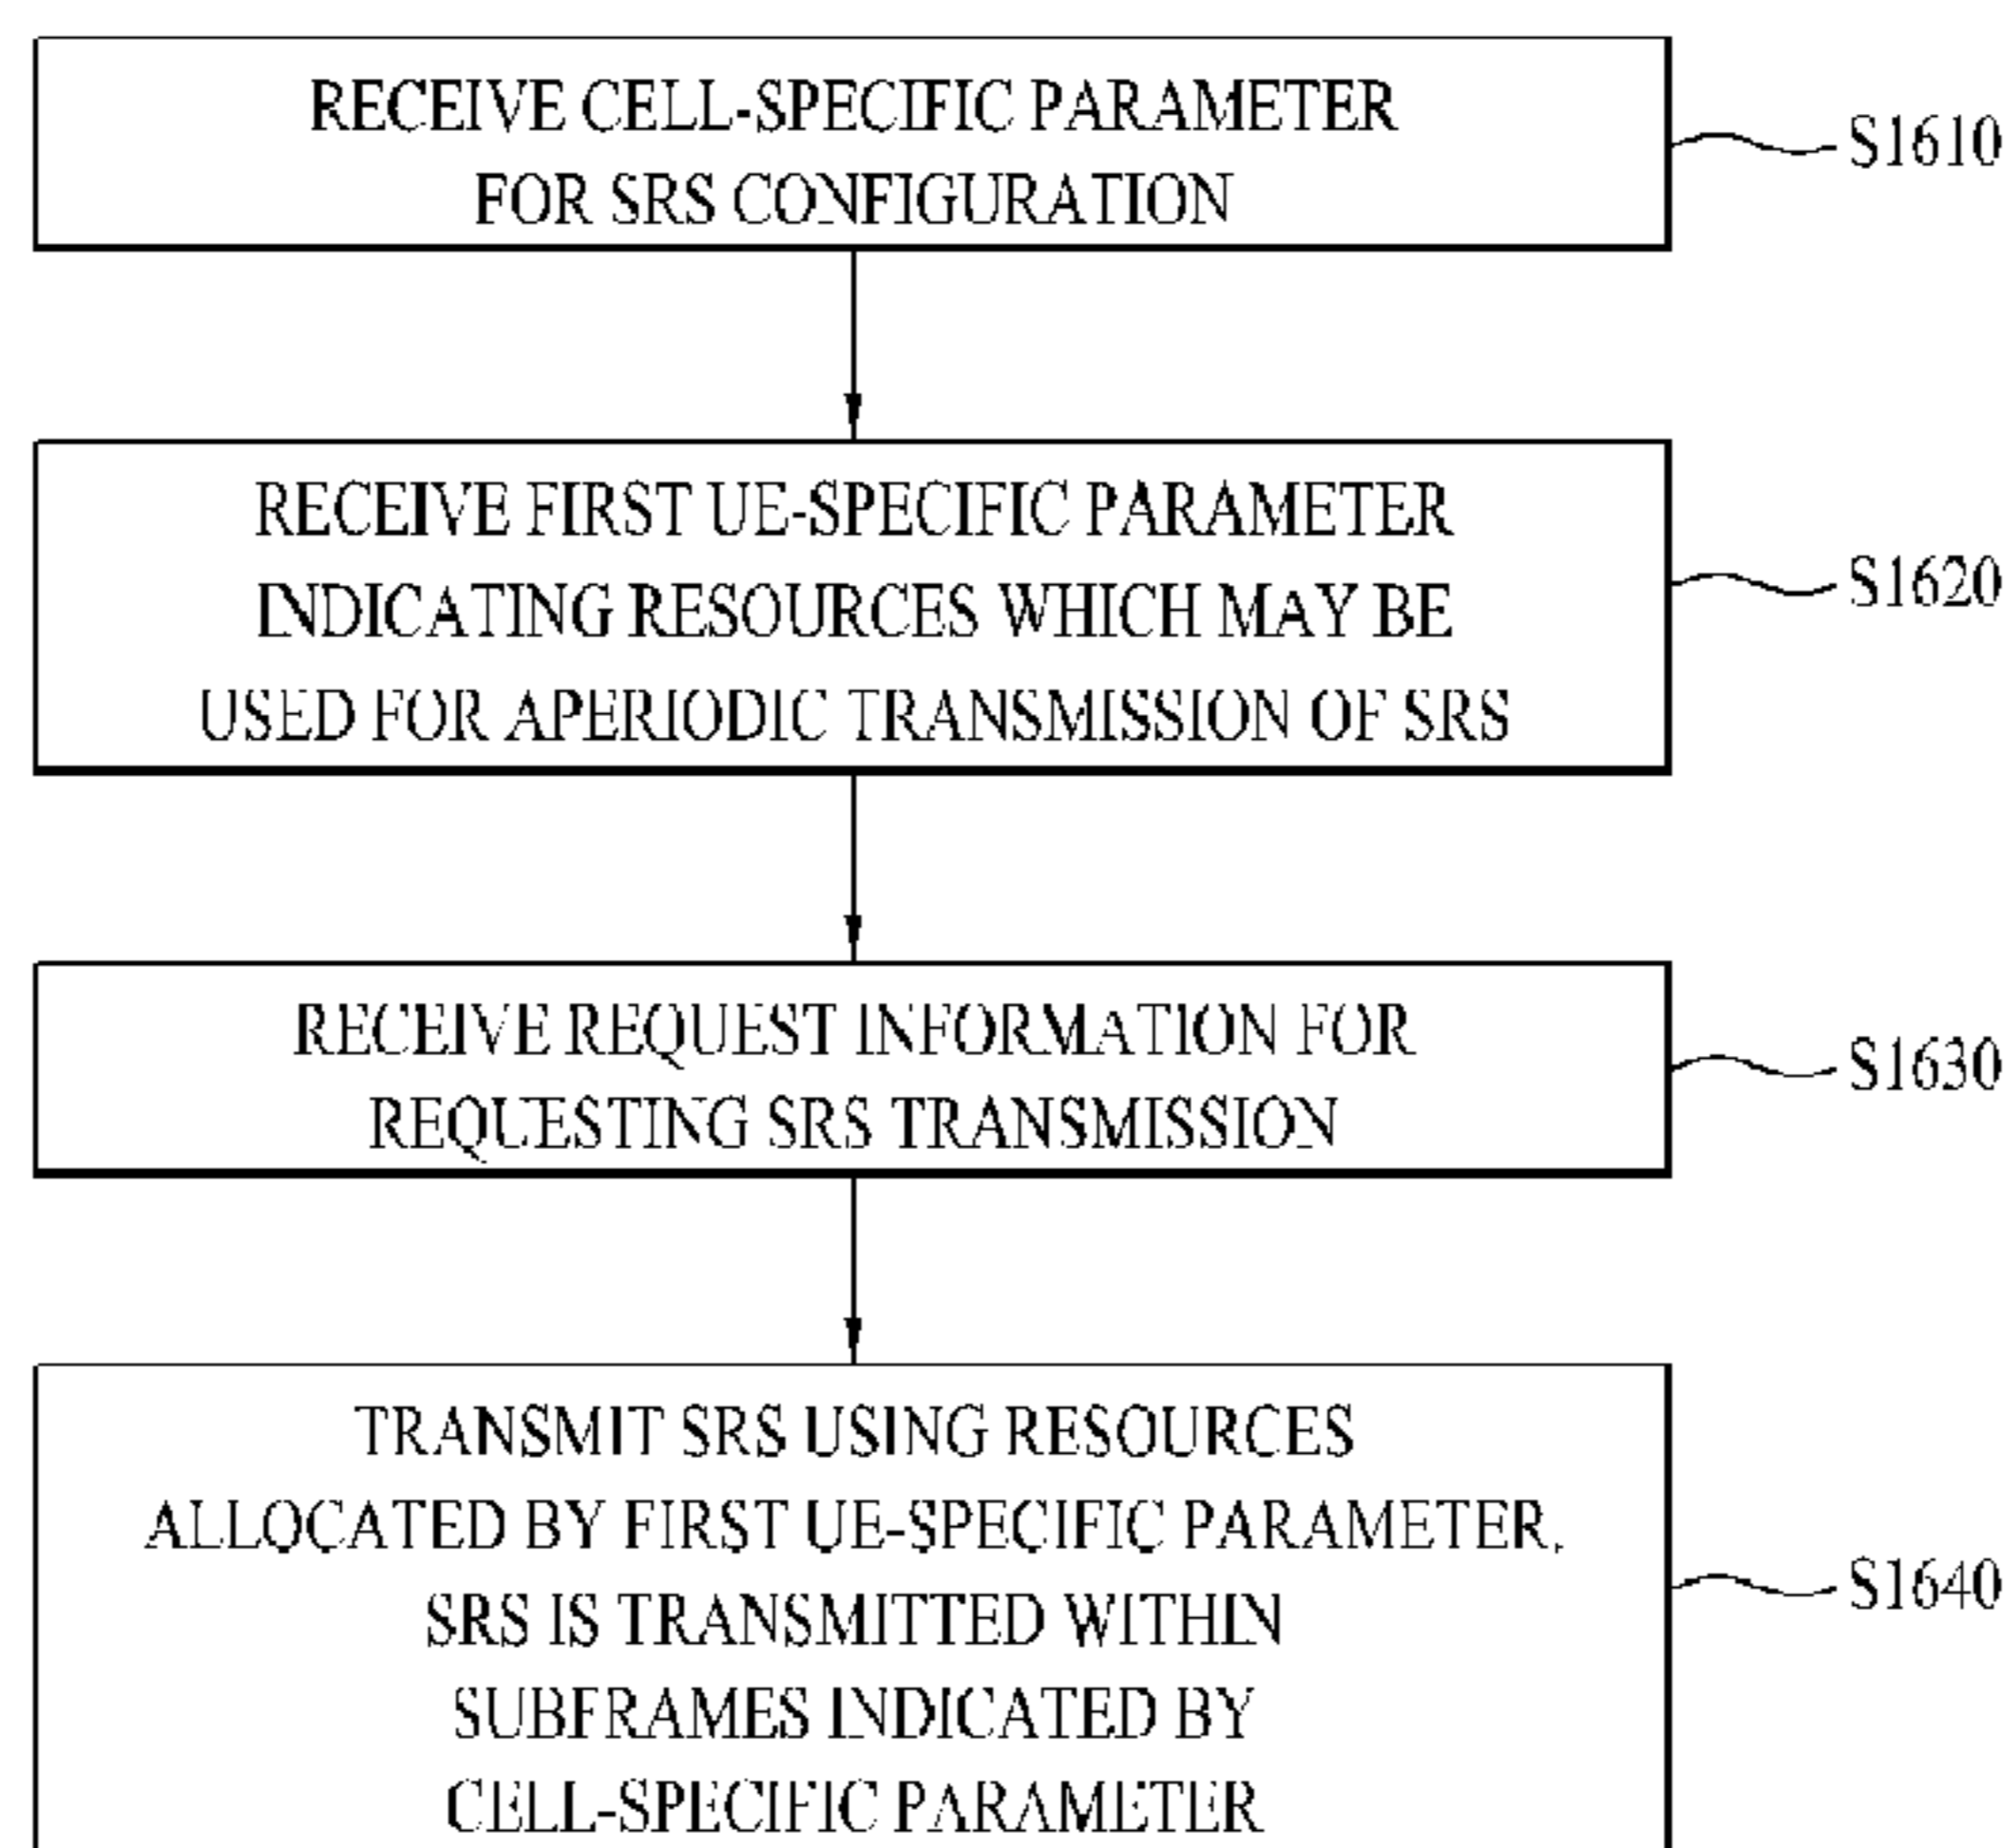 RECEIVE CELL-SPECIFIC PARAMETER
FOR SRS CONFIGURATION
S1610
RECEIVE FIRST UE-SPECIFIC PARAMETER
INDICATING RESOURCES WHICH MAY BE
USED FOR APERIODIC TRANSMISSION OF SRS
S1620
RECEIVE REQUEST INFORMATION FOR
REQUESTING SRS TRANSMISSION
S1630
TRANSMIT SRS USING RESOURCES
ALLOCATED BY FIRST UE-SPECIFIC PARAMETER,
SRS IS TRANSMITTED WITHIN
SUBFRAMES INDICATED BY
CELL-SPECIFIC PARAMETER
S1640